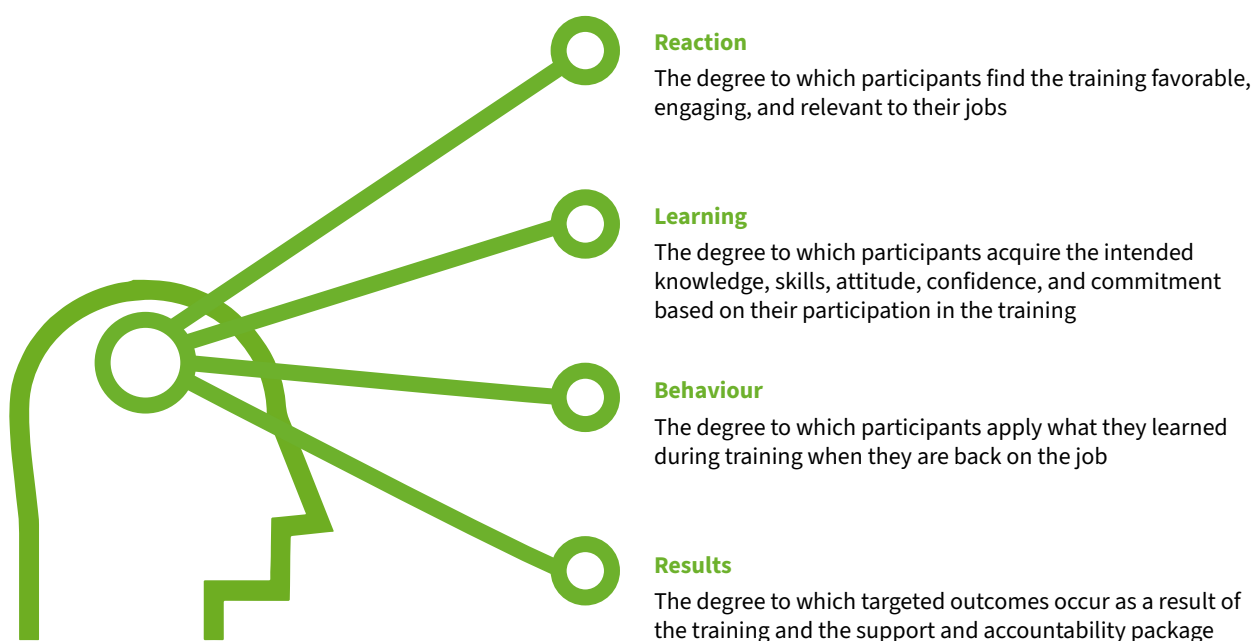 Reaction
The degree to which participants find the training favorable,
engaging, and relevant to their jobs
Learning
The degree to which participants acquire the intended
knowledge, skills, attitude, confidence, and commitment
based on their participation in the training
Behaviour
The degree to which participants apply what they learned
during training when they are back on the job
Results
The degree to which targeted outcomes occur as a result of
the training and the support and accountability package